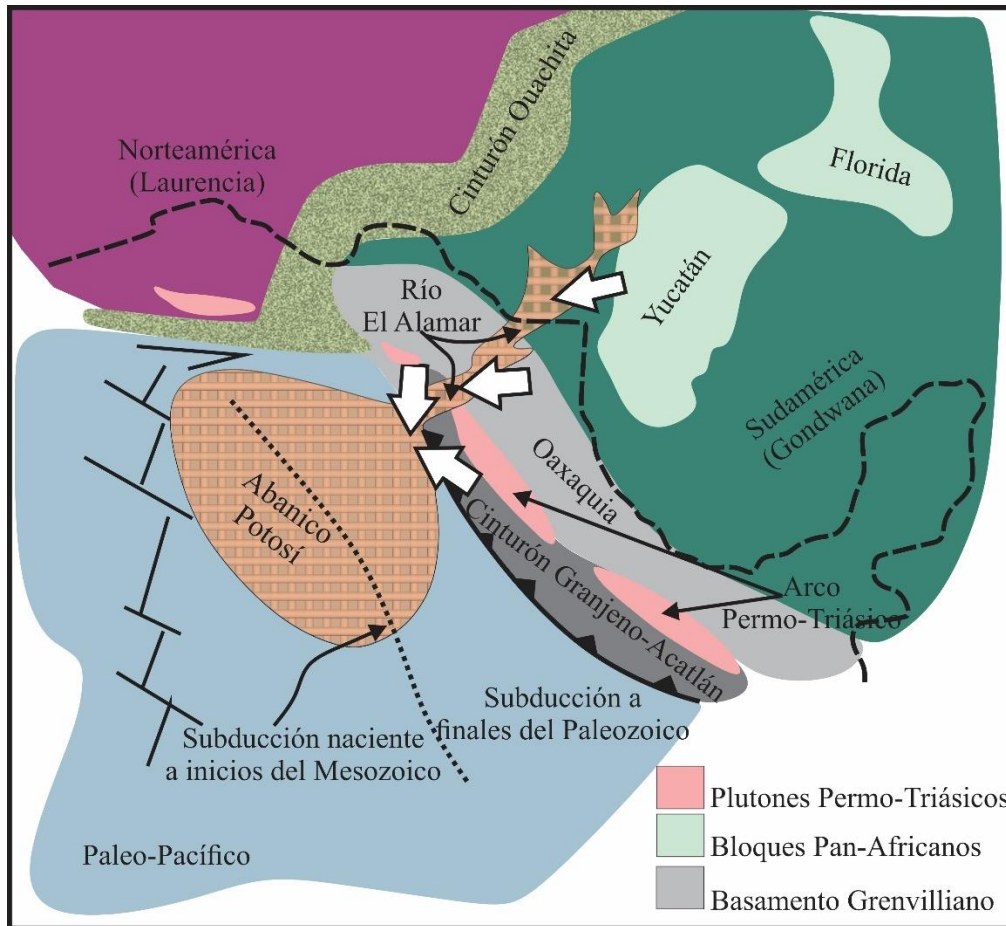 Norteamérica
(Laurencia)
Cinturón Ouachita
Florida
Yucatán
Río
El Alamar
Sudamérica
(Gondwana)
Oaxaquia
Abanico
Potosí
Cinturón Granjeno-Acatlán
Arco
Permo-Triásico
Subducción a
finales del Paleozoico
Subducción naciente
a inicios del Mesozoico
Paleo-Pacífico
Plutones Permo-Triásicos
Bloques Pan-Africanos
Basamento Grenvilliano